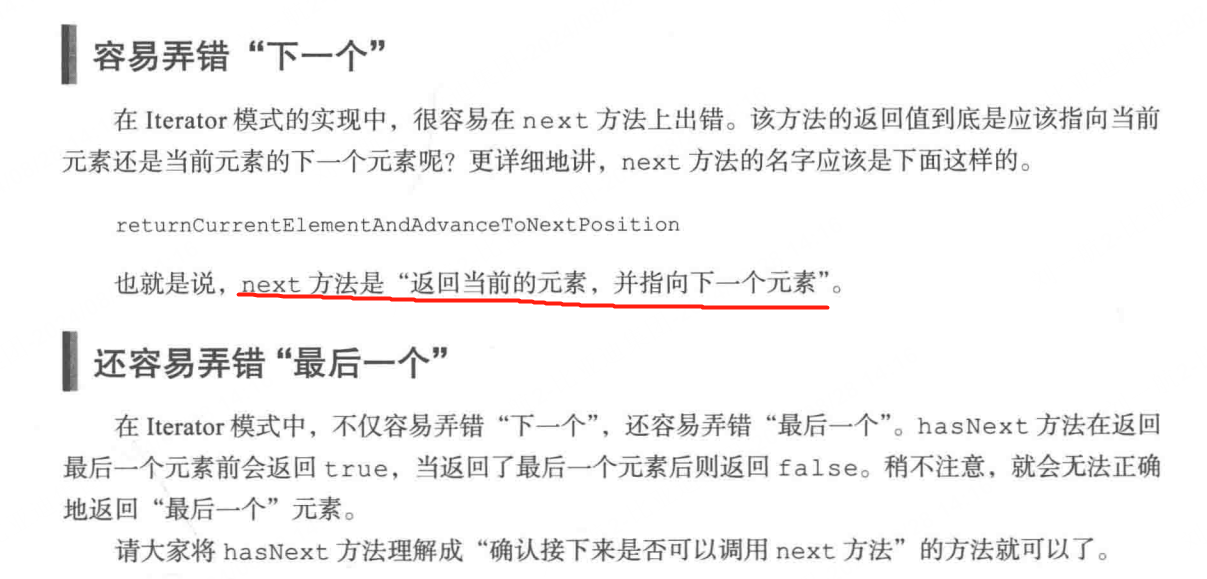 容易弄错“下一个”
在 Iterator 模式的实现中，很容易在 next 方法上出错。该方法的返回值到底是应该指向当前
元素还是当前元素的下一个元素呢？更详细地讲，next 方法的名字应该是下面这样的。
returnCurrentElementAndAdvanceToNextPosition
也就是说，next 方法是“返回当前的元素，并指向下一个元素”。
还容易弄错“最后一个”
在 Iterator 模式中，不仅容易弄错“下一个”，还容易弄错“最后一个”。hasNext 方法在返回
最后一个元素前会返回 true，当返回了最后一个元素后则返回 false。稍不注意，就会无法正确
地返回“最后一个”元素。
请大家将 hasNext 方法理解成“确认接下来是否可以调用 next 方法”的方法就可以了。